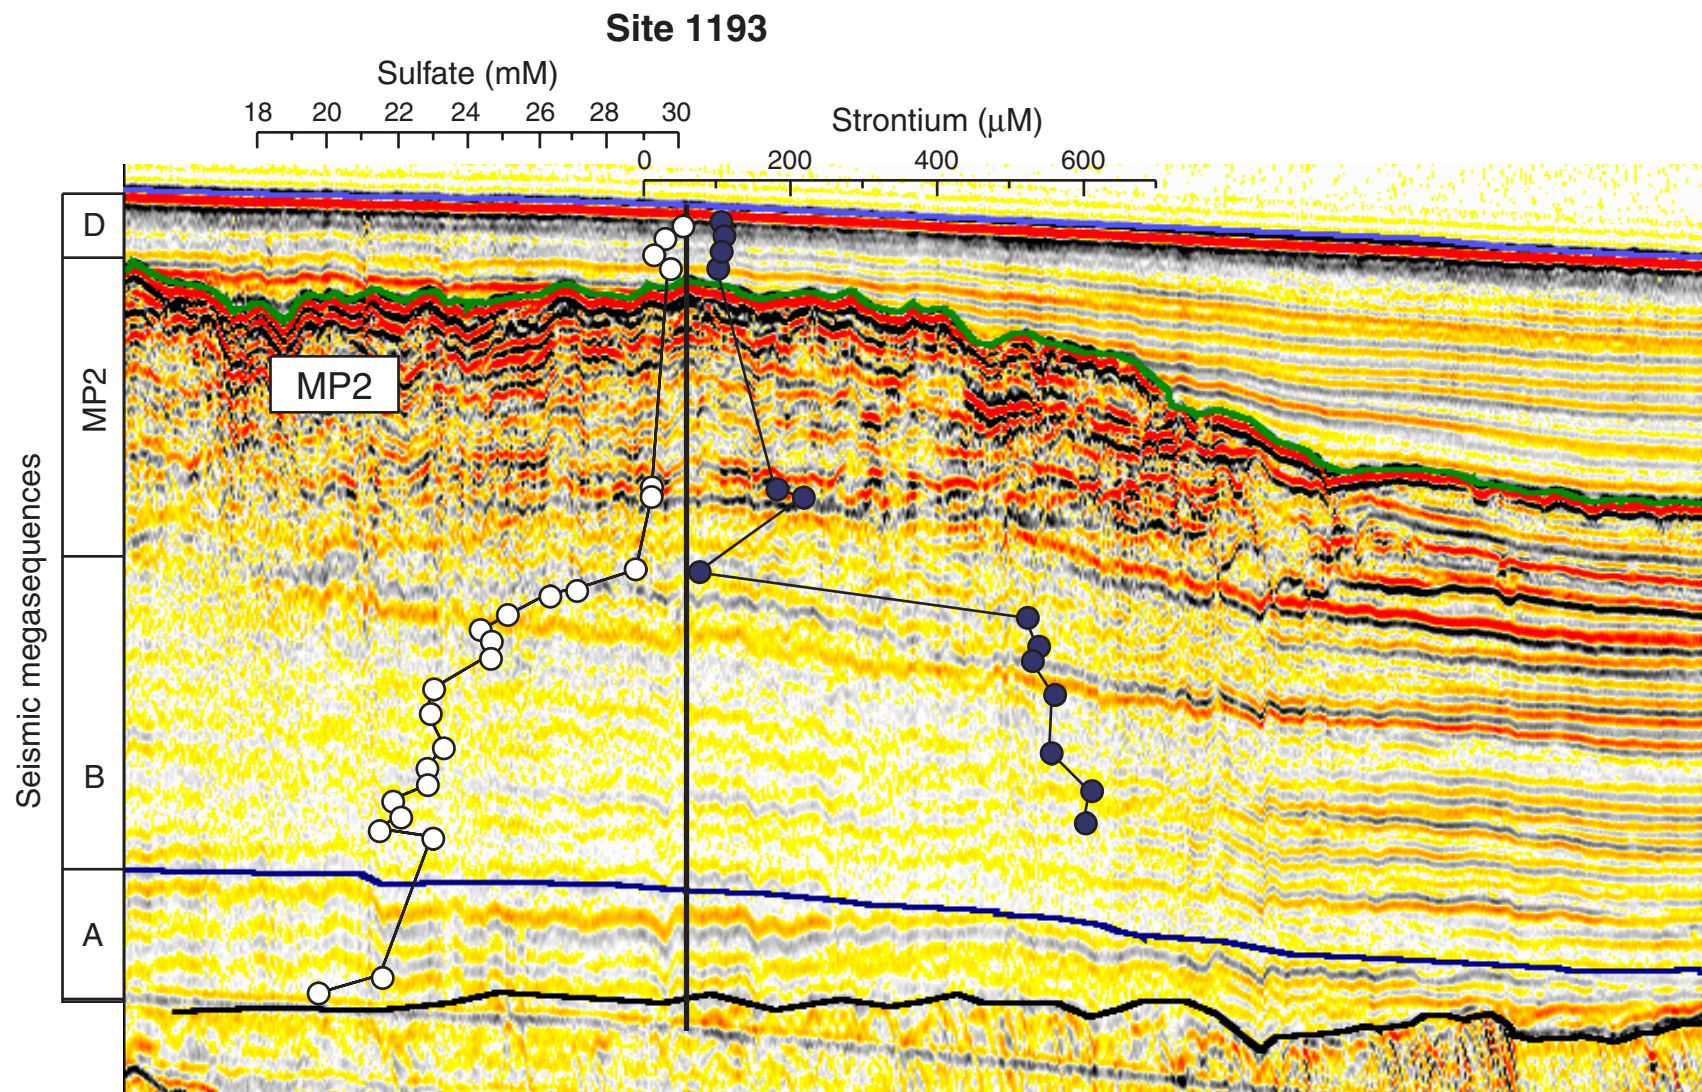 Site 1193
Sulfate (mM)
18 20 22 24 26 28 30
Strontium (μM)
0 200 400 600
D
MP2
MP2
Seismic megasequences
B
A